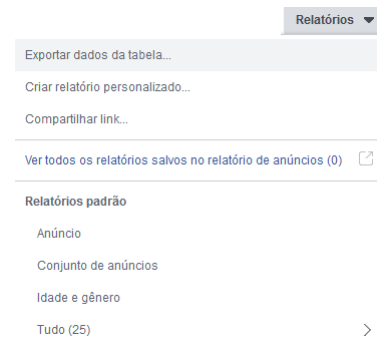 Relatórios
Exportar dados da tabela...
Criar relatório personalizado...
Compartilhar link...
Ver todos os relatórios salvos no relatório de anúncios (0)
Relatórios padrão
Anúncio
Conjunto de anúncios
Idade e gênero
Tudo (25)